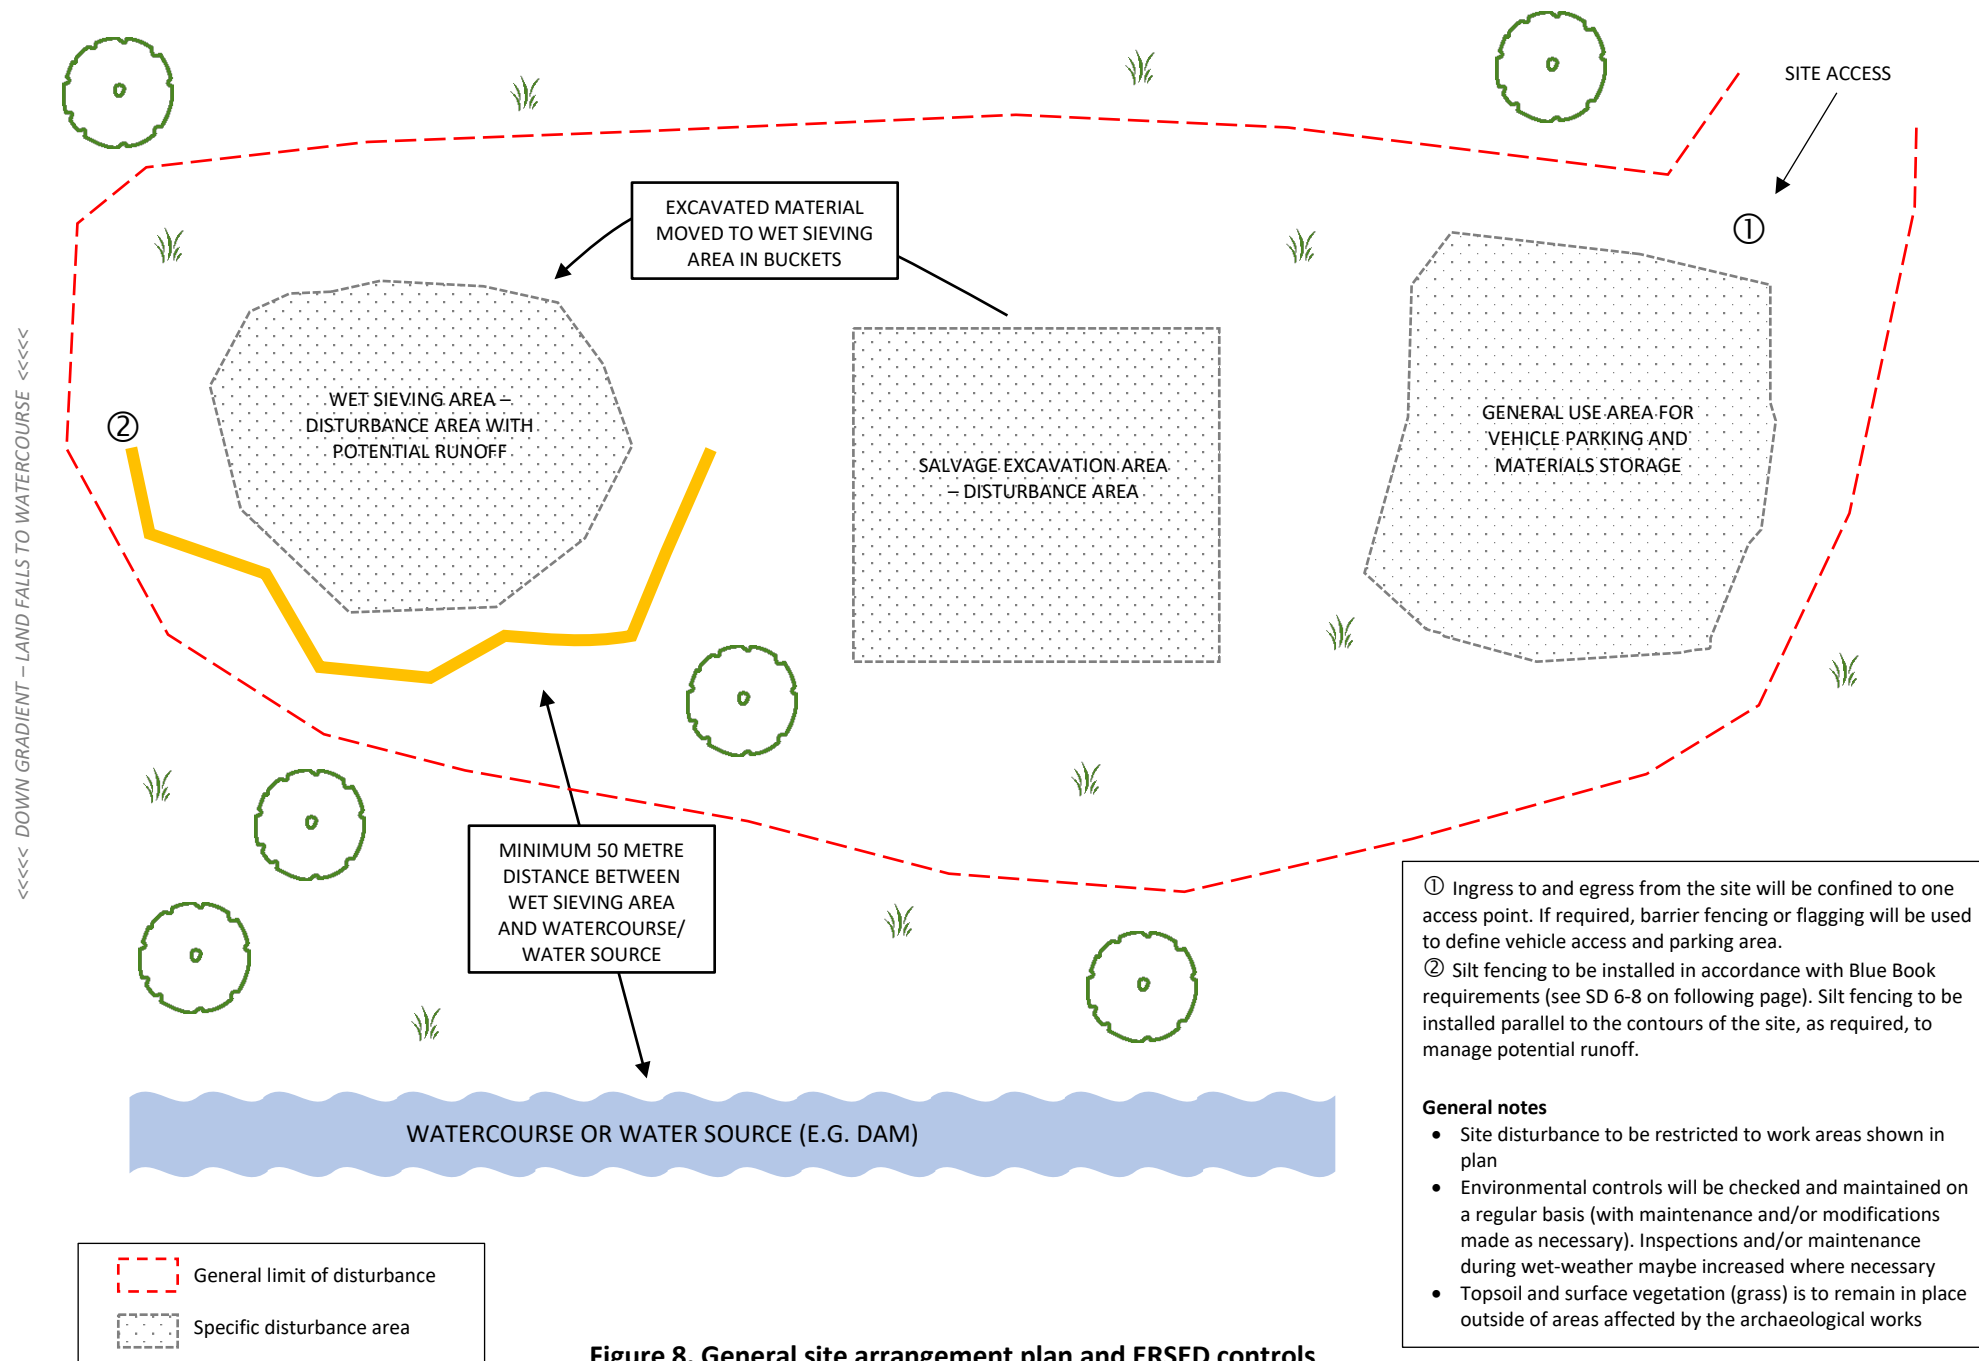 SITE ACCESS
①
EXCAVATED MATERIAL
MOVED TO WET SIEVING
AREA IN BUCKETS
<<<<< DOWN GRADIENT – LAND FALLS TO WATERCOURSE <<<<<
②
WET SIEVING AREA –
DISTURBANCE AREA WITH
POTENTIAL RUNOFF
SALVAGE EXCAVATION AREA
– DISTURBANCE AREA
GENERAL USE AREA FOR
VEHICLE PARKING AND
MATERIALS STORAGE
MINIMUM 50 METRE
DISTANCE BETWEEN
WET SIEVING AREA
AND WATERCOURSE/
WATER SOURCE
WATERCOURSE OR WATER SOURCE (E.G. DAM)
① Ingress to and egress from the site will be confined to one
access point. If required, barrier fencing or flagging will be used
to define vehicle access and parking area.
② Silt fencing to be installed in accordance with Blue Book
requirements (see SD 6-8 on following page). Silt fencing to be
installed parallel to the contours of the site, as required, to
manage potential runoff.
General notes
• Site disturbance to be restricted to work areas shown in
plan
• Environmental controls will be checked and maintained on
a regular basis (with maintenance and/or modifications
made as necessary). Inspections and/or maintenance
during wet-weather maybe increased where necessary
• Topsoil and surface vegetation (grass) is to remain in place
outside of areas affected by the archaeological works
General limit of disturbance
Specific disturbance area
Figure 8. General site arrangement plan and ERSED controls